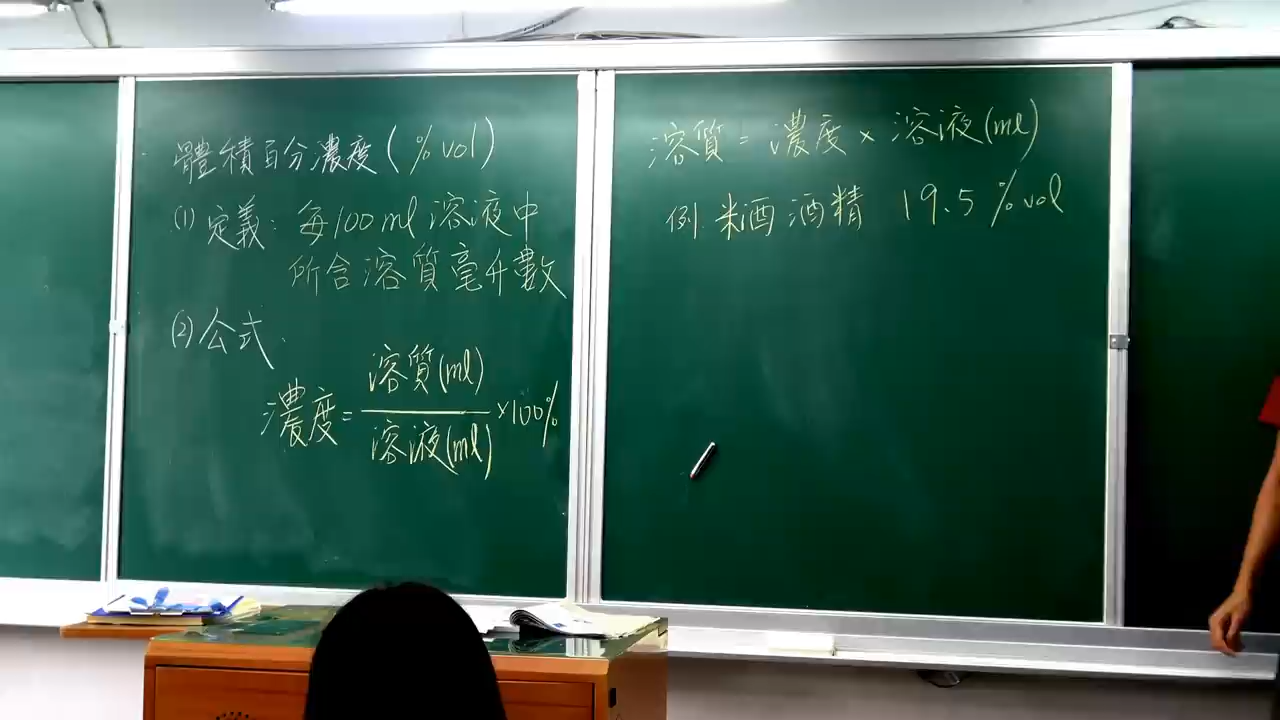 體積百分濃度(%vol)
(1)定義:每100ml溶液中
所含溶質毫升數
(2)公式.
濃度=溶質(ml)/溶液(ml)×100%
溶質=濃度×溶液(ml)
例.米酒酒精 19.5%vol